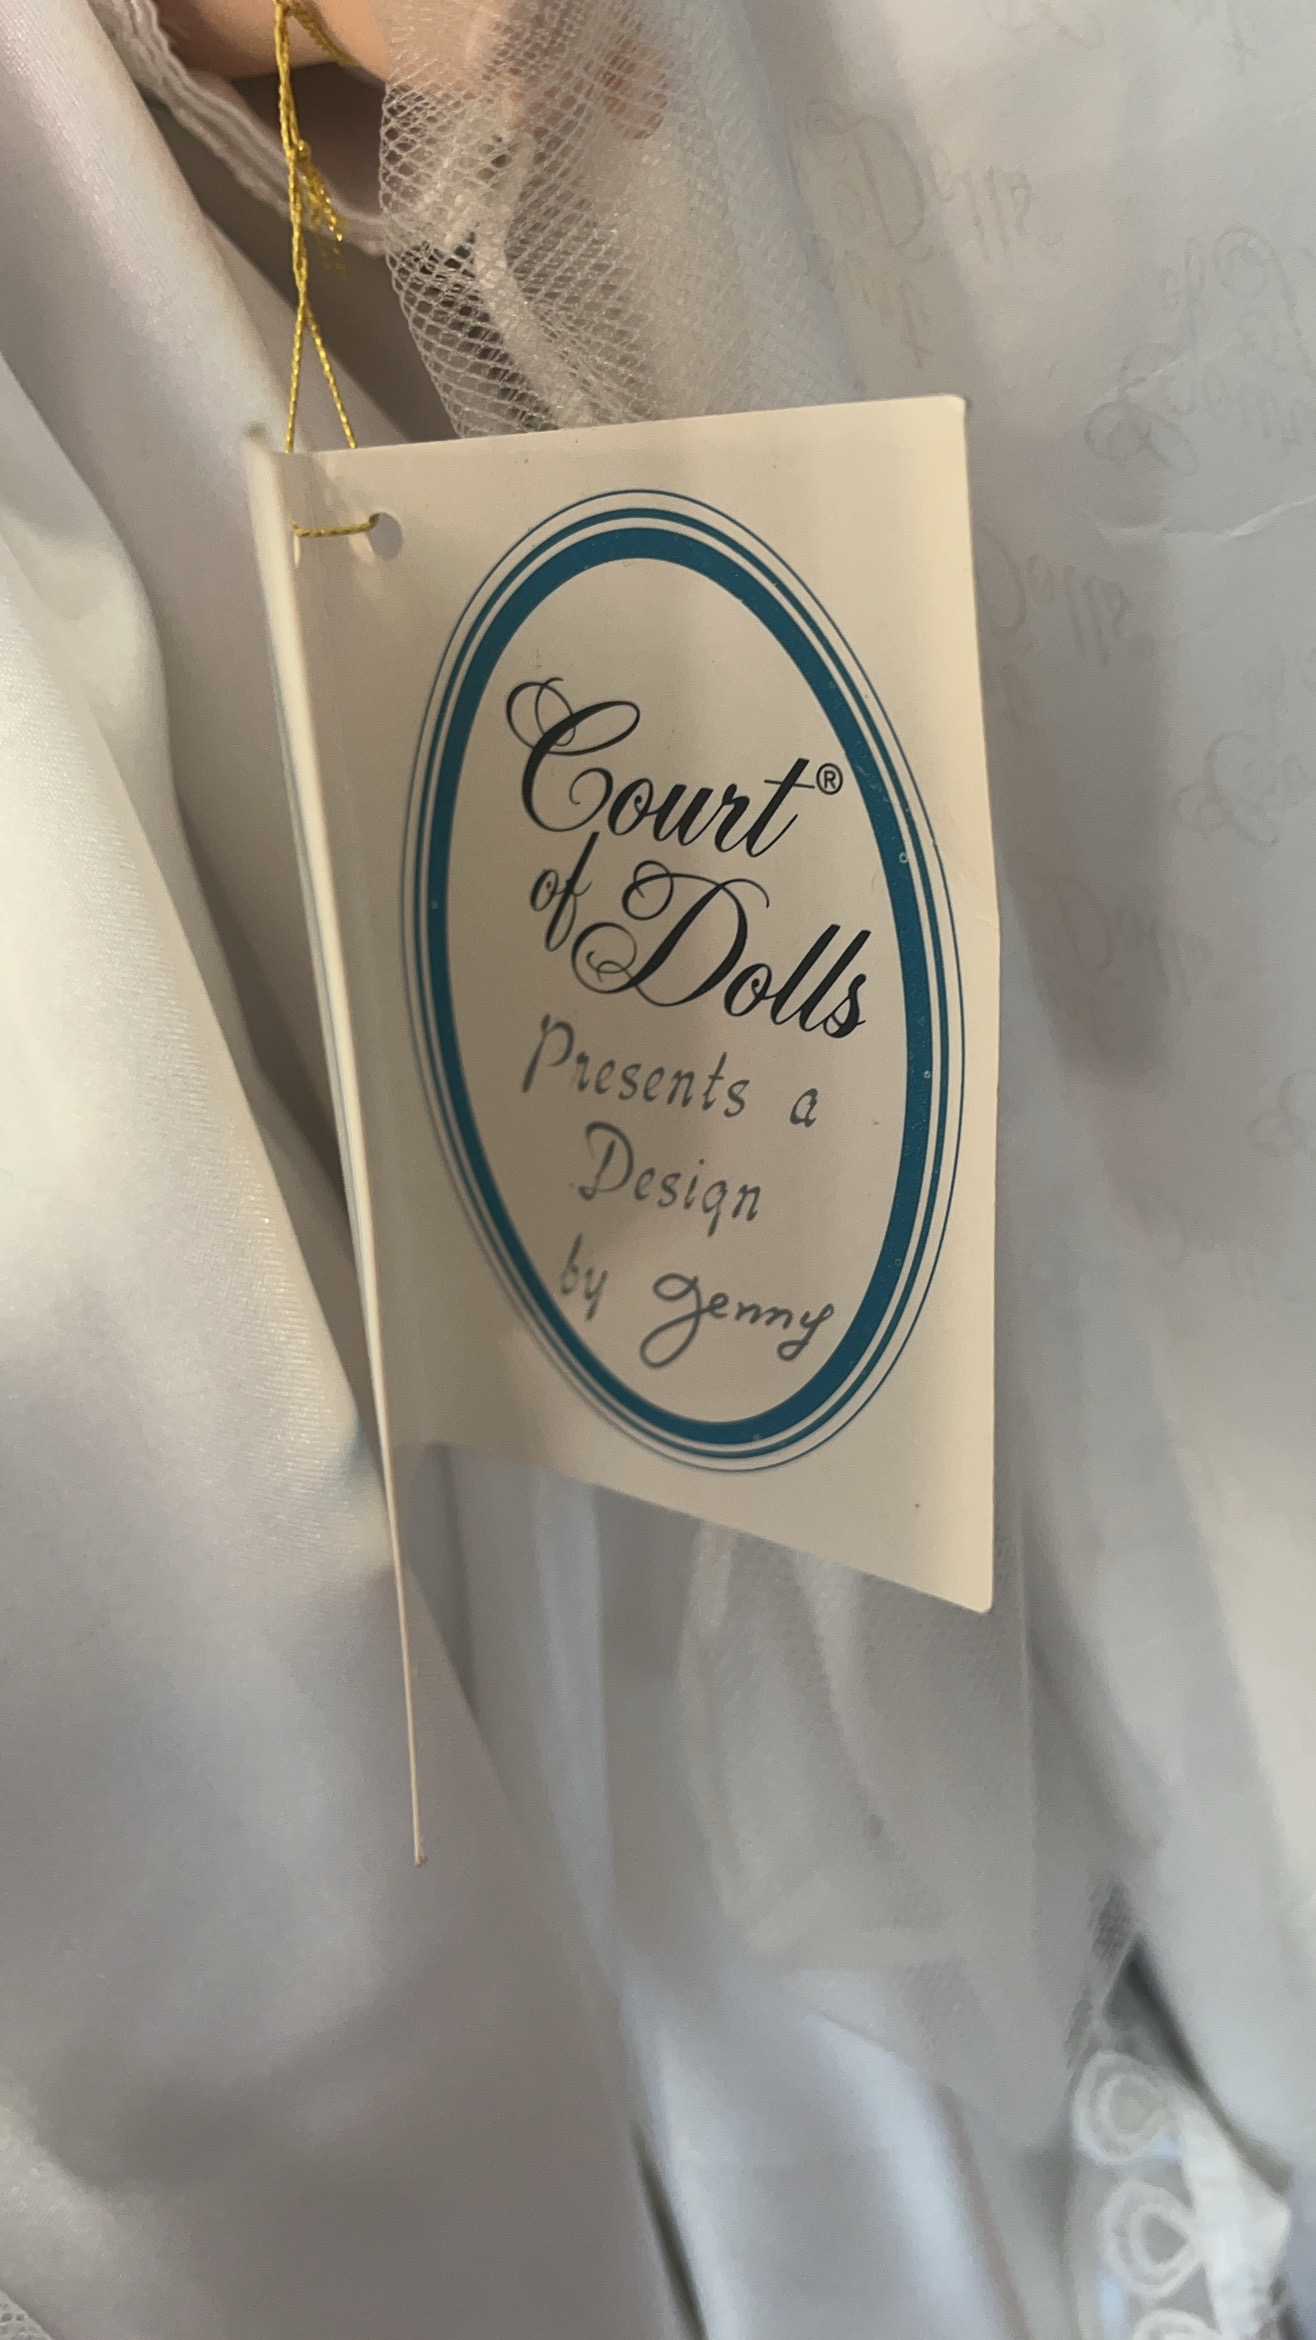 Court®
of Dolls
Presents a
Design
by Jenny